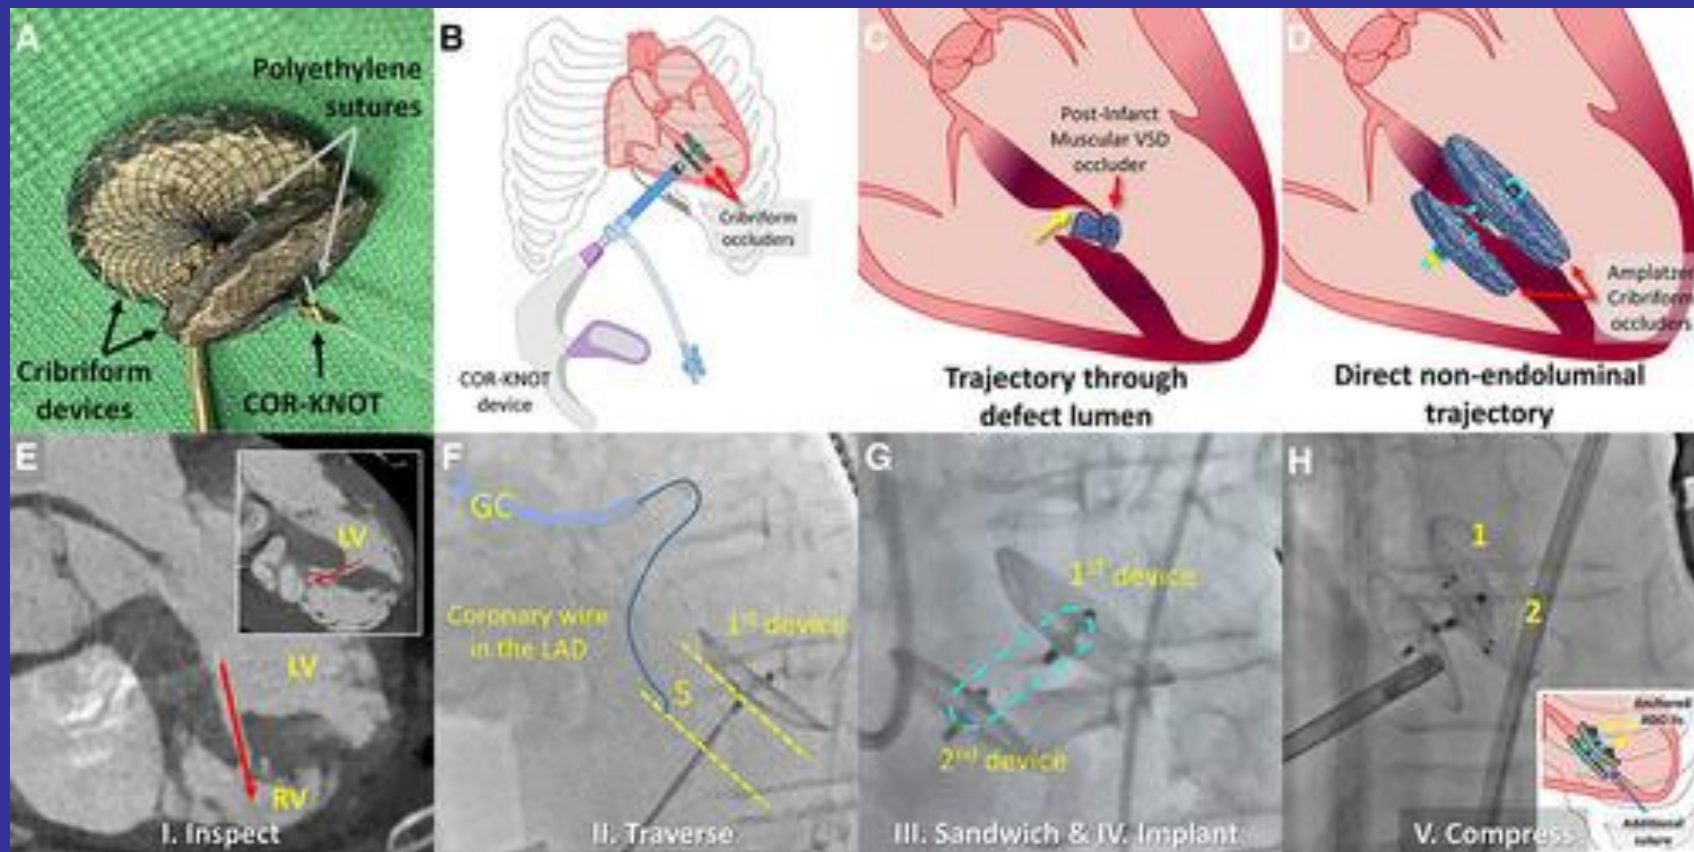 A
Polyethylene
sutures
Cribriform
devices
COR-KNOT
B
Cribriform
occluders
COR-KNOT
device
C
Post-Infarct
Muscular VSD
occluder
Trajectory through
defect lumen
D
Amplatzer
Cribriform
occluders
Direct non-endoluminal
trajectory
E
LV
LV
RV
I. Inspect
F
GC
Coronary wire
in the LAD
1st device
S
II. Traverse
G
1st device
2nd device
III. Sandwich & IV. Implant
H
1
2
Additional
suture
V. Compress